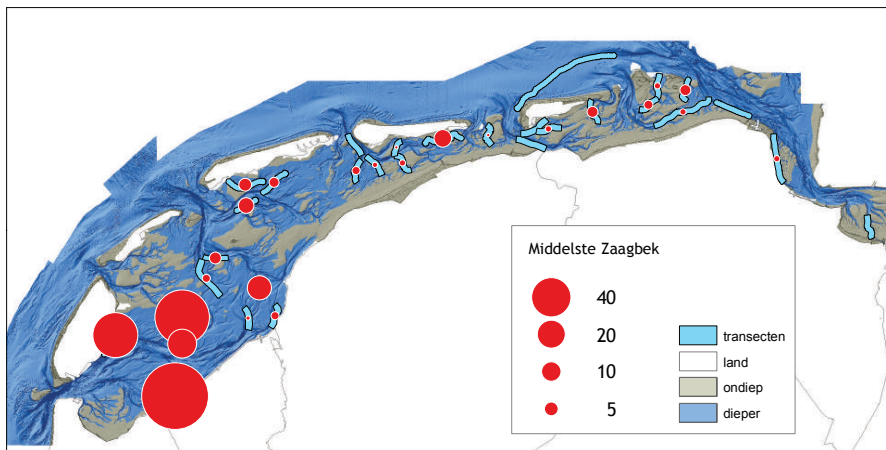 Middelste Zaagbek
40
20
10
5
transecten
land
ondiep
dieper